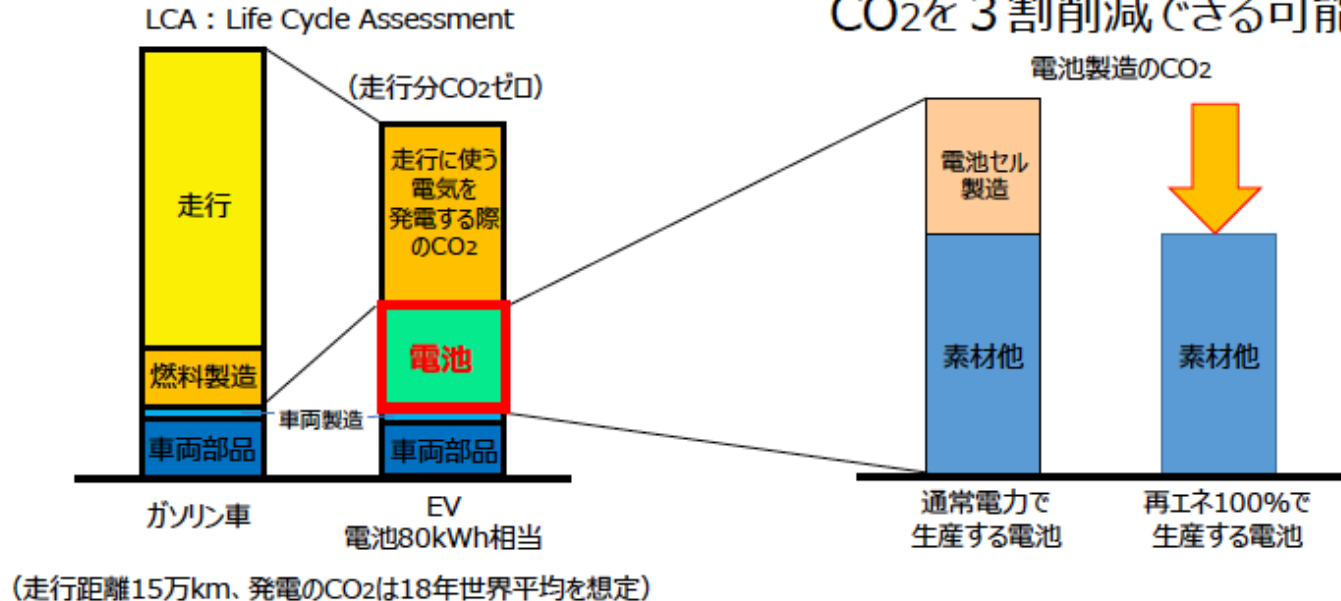 LCA：Life Cycle Assessment
CO2を３割削減できる可能
電池製造のCO2
（走行分CO2ゼロ）
走行
燃料製造
車両製造
車両部品
走行に使う
電気を
発電する際
のCO2
電池
車両部品
電池セル
製造
素材他
素材他
ガソリン車
EV
電池80kWh相当
通常電力で
生産する電池
再エネ100%で
生産する電池
（走行距離15万km、発電のCO2は18年世界平均を想定）